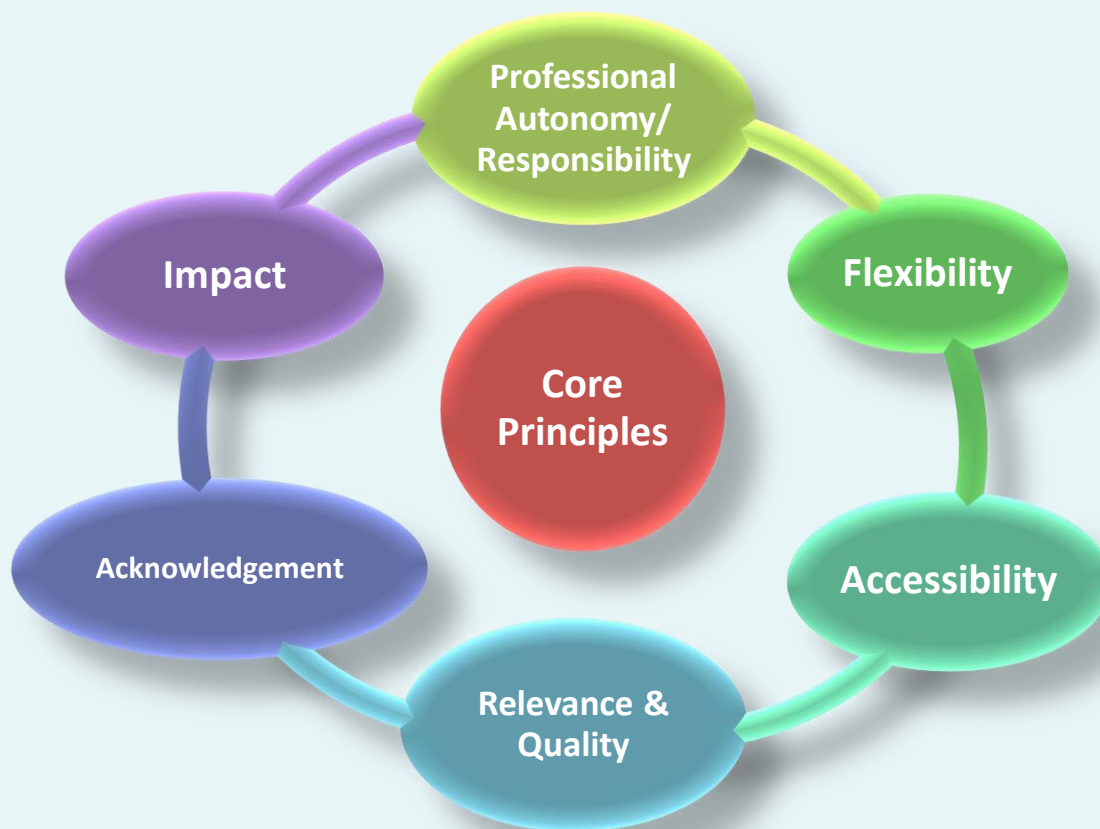 Professional
Autonomy/
Responsibility
Flexibility
Accessibility
Relevance &
Quality
Acknowledgement
Impact
Core
Principles